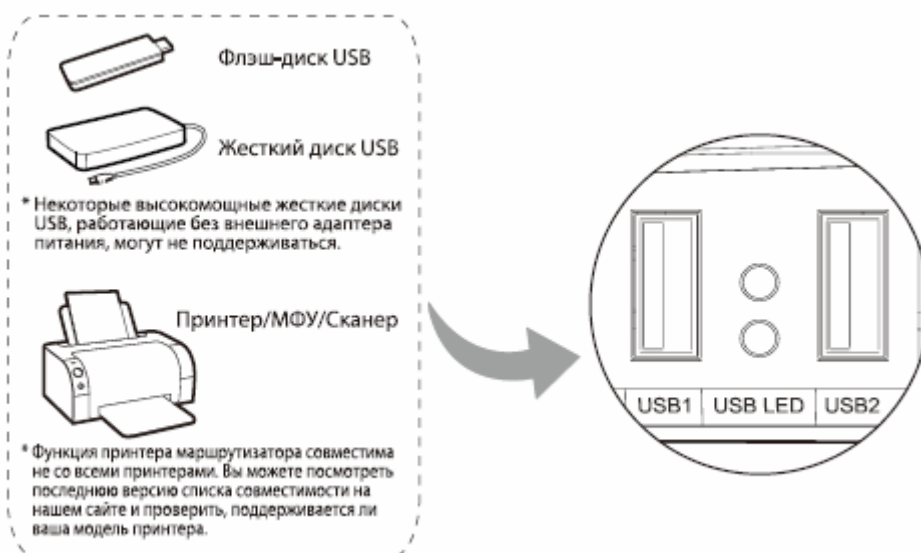 Флэш-диск USB
Жесткий диск USB
* Некоторые высокомощные жесткие диски
USB, работающие без внешнего адаптера
питания, могут не поддерживаться.
Принтер/МФУ/Сканер
* Функция принтера маршрутизатора совместима
не со всеми принтерами. Вы можете посмотреть
последнюю версию списка совместимости на
нашем сайте и проверить, поддерживается ли
ваша модель принтера.
USB1 USB LED USB2